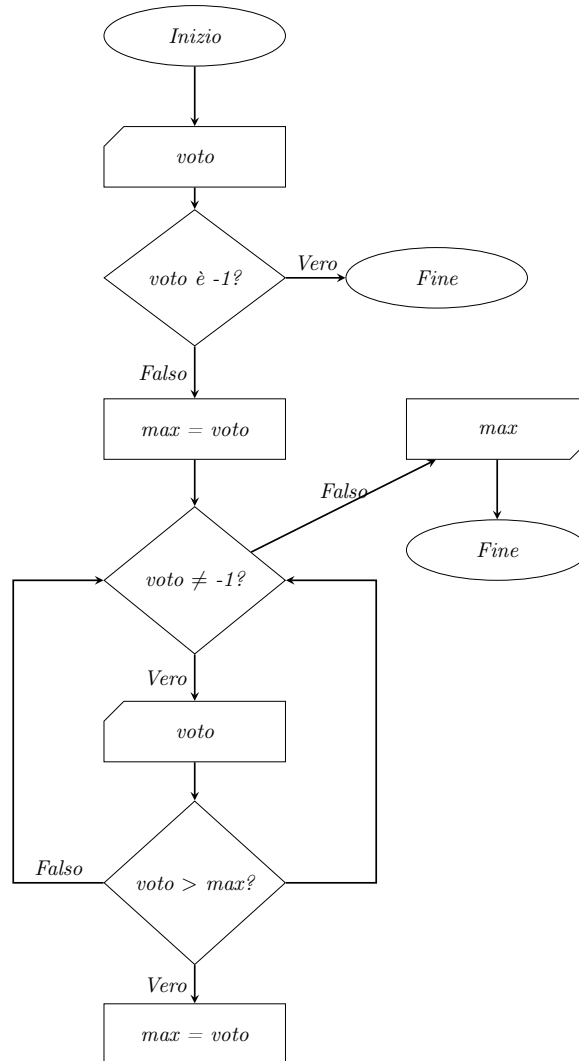 Inizio
voto
voto è -1?
Vero
Fine
Falso
max = voto
max
Falso
Fine
voto ≠ -1?
Vero
voto
voto > max?
Falso
Vero
max = voto